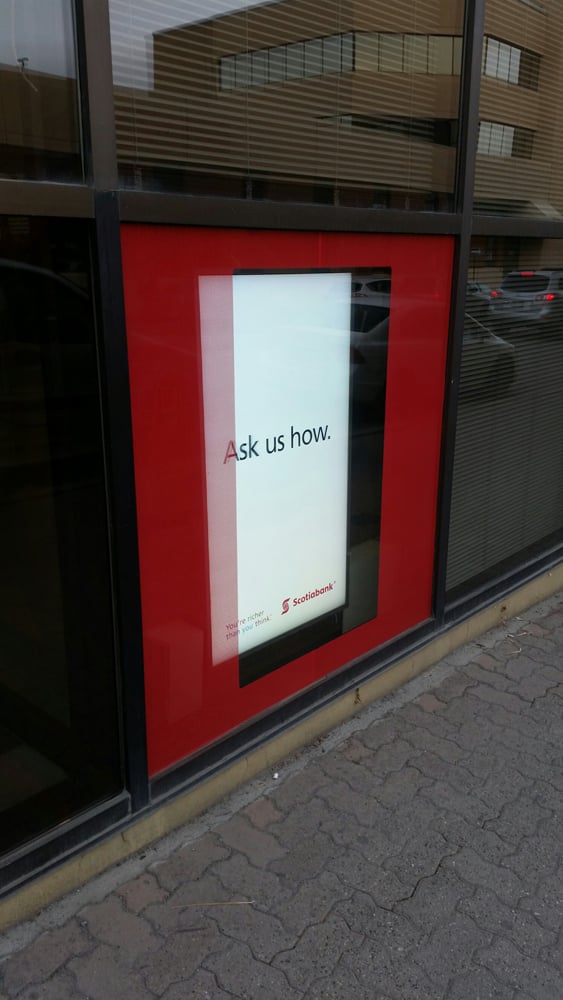 Ask us how.
You're richer
than you think.
Scotiabank